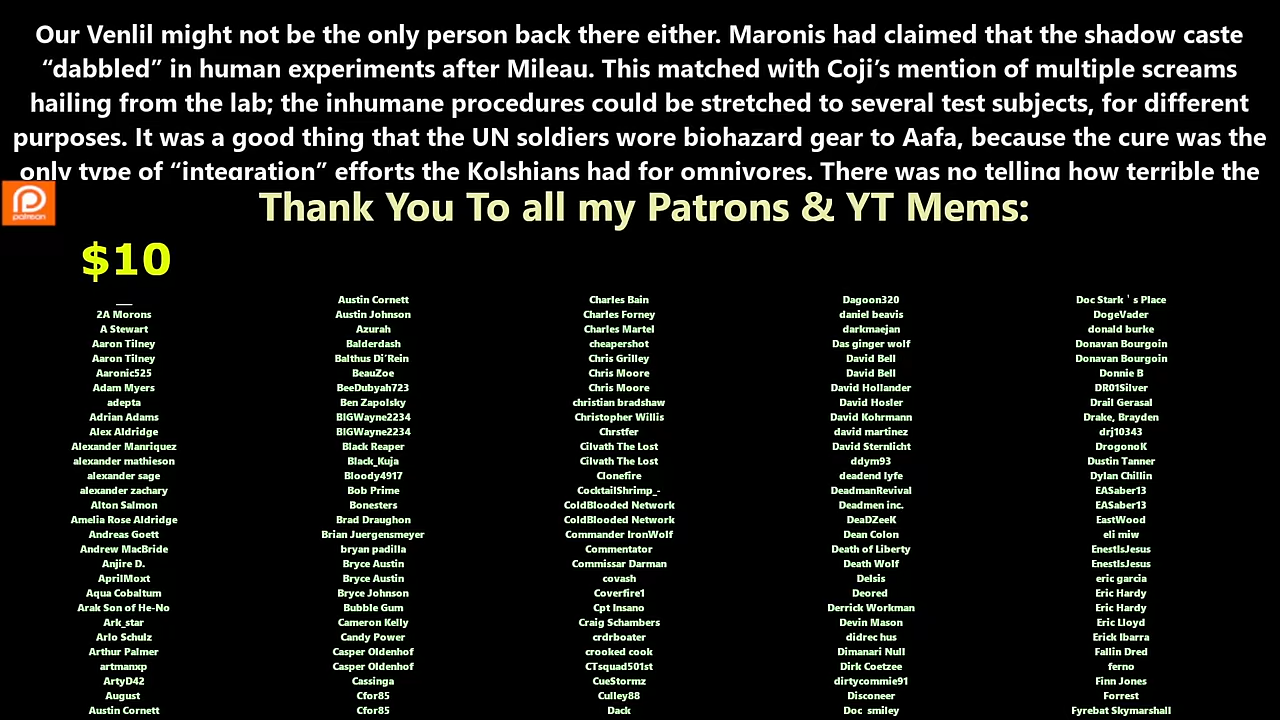 Our Venlil might not be the only person back there either. Maronis had claimed that the shadow caste
“dabbled” in human experiments after Mileau. This matched with Coji’s mention of multiple screams
hailing from the lab; the inhumane procedures could be stretched to several test subjects, for different
purposes. It was a good thing that the UN soldiers wore biohazard gear to Aafa, because the cure was the
only type of “integration” efforts the Kolshians had for omnivores. There was no telling how terrible the
patreon
Thank You To all my Patrons & YT Mems:
$10
___
2A Morons
A Stewart
Aaron Tilney
Aaron Tilney
Aaronic525
Adam Myers
adepta
Adrian Adams
Alex Aldridge
Alexander Manriquez
alexander mathieson
alexander sage
alexander zachary
Alton Salmon
Amelia Rose Aldridge
Andreas Goett
Andrew MacBride
Anjire D.
AprilMoxt
Aqua Cobaltum
Arak Son of He-No
Ark_star
Arlo Schulz
Arthur Palmer
artmanxp
ArtyD42
August
Austin Cornett
Austin Cornett
Austin Johnson
Azurah
Balderdash
Balthus Di’Rein
BeauZoe
BeeDubyah723
Ben Zapolsky
BIGWayne2234
BIGWayne2234
Black Reaper
Black_Kuja
Bloody4917
Bob Prime
Bonesters
Brad Draughon
Brian Juergensmeyer
bryan padilla
Bryce Austin
Bryce Austin
Bryce Johnson
Bubble Gum
Cameron Kelly
Candy Power
Casper Oldenhof
Casper Oldenhof
Cassinga
Cfor85
Cfor85
Charles Bain
Charles Forney
Charles Martel
cheapershot
Chris Grilley
Chris Moore
Chris Moore
christian bradshaw
Christopher Willis
Chrstfer
Cilvath The Lost
Cilvath The Lost
Clonefire
CocktailShrimp_-
ColdBlooded Network
ColdBlooded Network
Commander IronWolf
Commentator
Commissar Darman
covash
Coverfire1
Cpt Insano
Craig Schambers
crdrboater
crooked cook
CTsquad501st
CueStormz
Culley88
Dack
Dagoon320
daniel beavis
darkmaejan
Das ginger wolf
David Bell
David Bell
David Hollander
David Hosler
David Kohrmann
david martinez
David Sternlicht
ddym93
deadend lyfe
DeadmanRevival
Deadmen inc.
DeaDZeeK
Dean Colon
Death of Liberty
Death Wolf
Delsis
Deored
Derrick Workman
Devin Mason
didrec hus
Dimanari Null
Dirk Coetzee
dirtycommie91
Disconeer
Doc smiley
Doc Stark ' s Place
DogeVader
donald burke
Donavan Bourgoin
Donavan Bourgoin
Donnie B
DR01Silver
Drail Gerasal
Drake, Brayden
drj10343
DrogonoK
Dustin Tanner
Dylan Chillin
EASaber13
EASaber13
EastWood
eli miw
EnestIsJesus
EnestIsJesus
eric garcia
Eric Hardy
Eric Hardy
Eric Lloyd
Erick Ibarra
Fallin Dred
ferno
Finn Jones
Forrest
Fyrebat Skymarshall